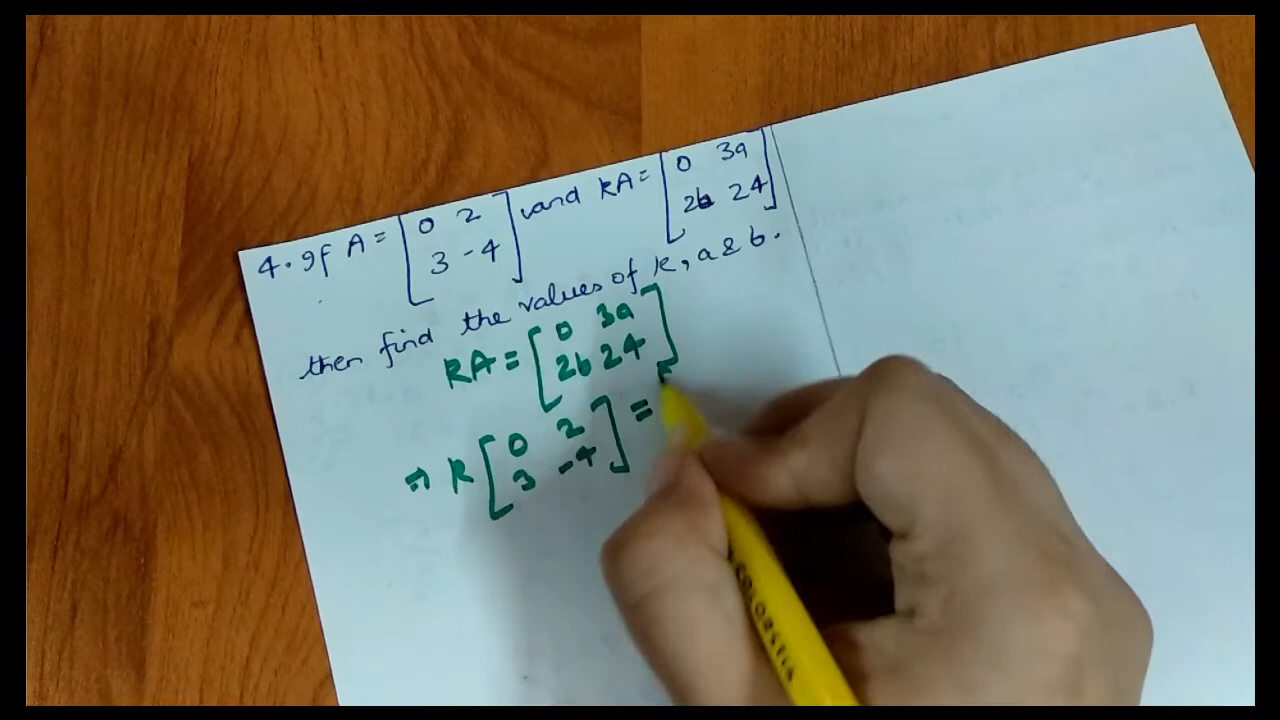 4. If A = [0 2 3 -4] and kA = [0 3a 2b 24]
then find the values of k, a & b.
kA = [0 3a 2b 24]
⇒ k [0 2 3 -4] = [